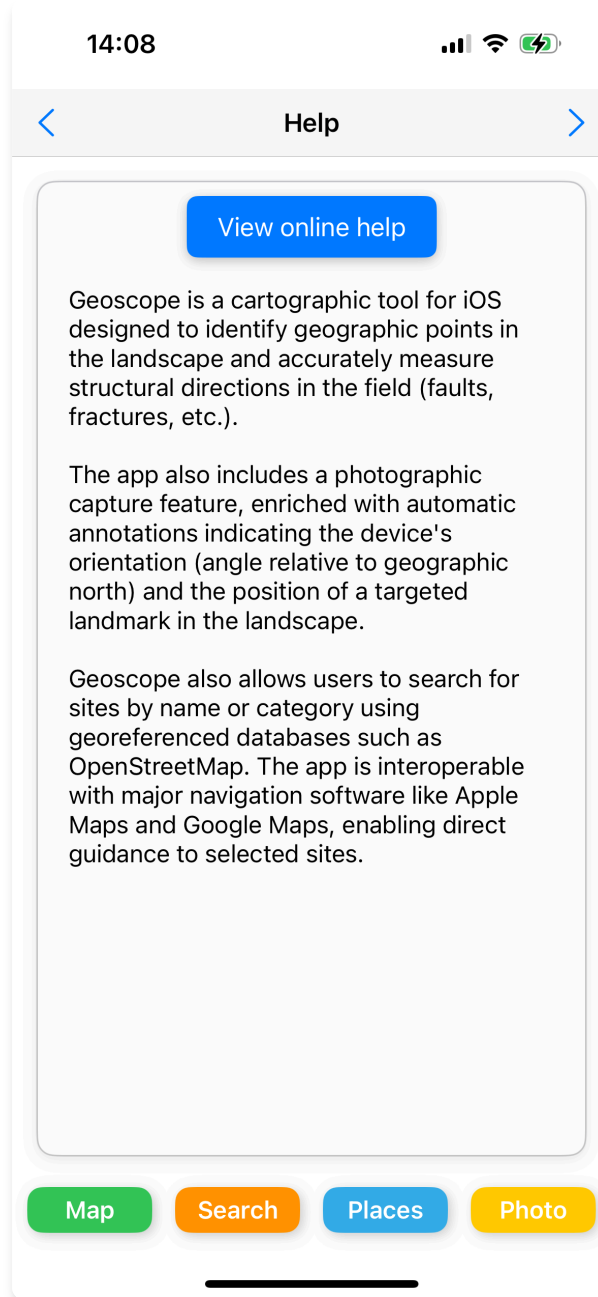 14:08
Help
View online help
Geoscope is a cartographic tool for iOS
designed to identify geographic points in
the landscape and accurately measure
structural directions in the field (faults,
fractures, etc.).
The app also includes a photographic
capture feature, enriched with automatic
annotations indicating the device's
orientation (angle relative to geographic
north) and the position of a targeted
landmark in the landscape.
Geoscope also allows users to search for
sites by name or category using
georeferenced databases such as
OpenStreetMap. The app is interoperable
with major navigation software like Apple
Maps and Google Maps, enabling direct
guidance to selected sites.
Map Search Places Photo